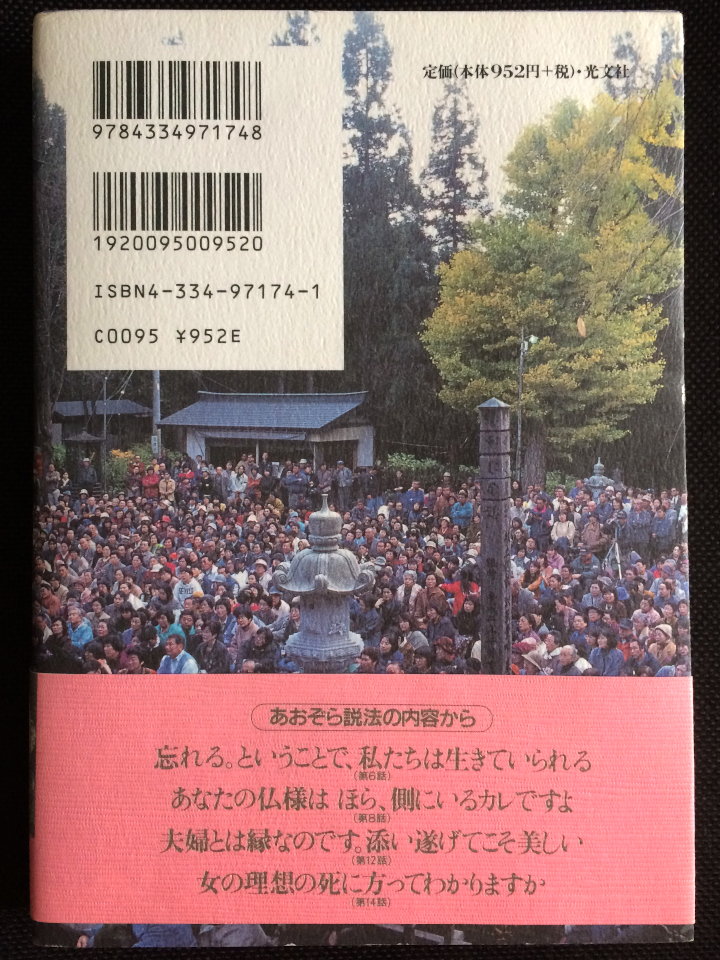 9784334971748
定価(本体952円+税)・光文社
1920095009520
ISBN4-334-97174-1
C0095 ¥952E
あおぞら説法の内容から
忘れる。ということで、私たちは生きていられる
(第6話)
あなたの仏様は ほら、側にいるカレですよ
(第8話)
夫婦とは縁なのです。添い遂げてこそ美しい
(第12話)
女の理想の死に方ってわかりますか
(第14話)